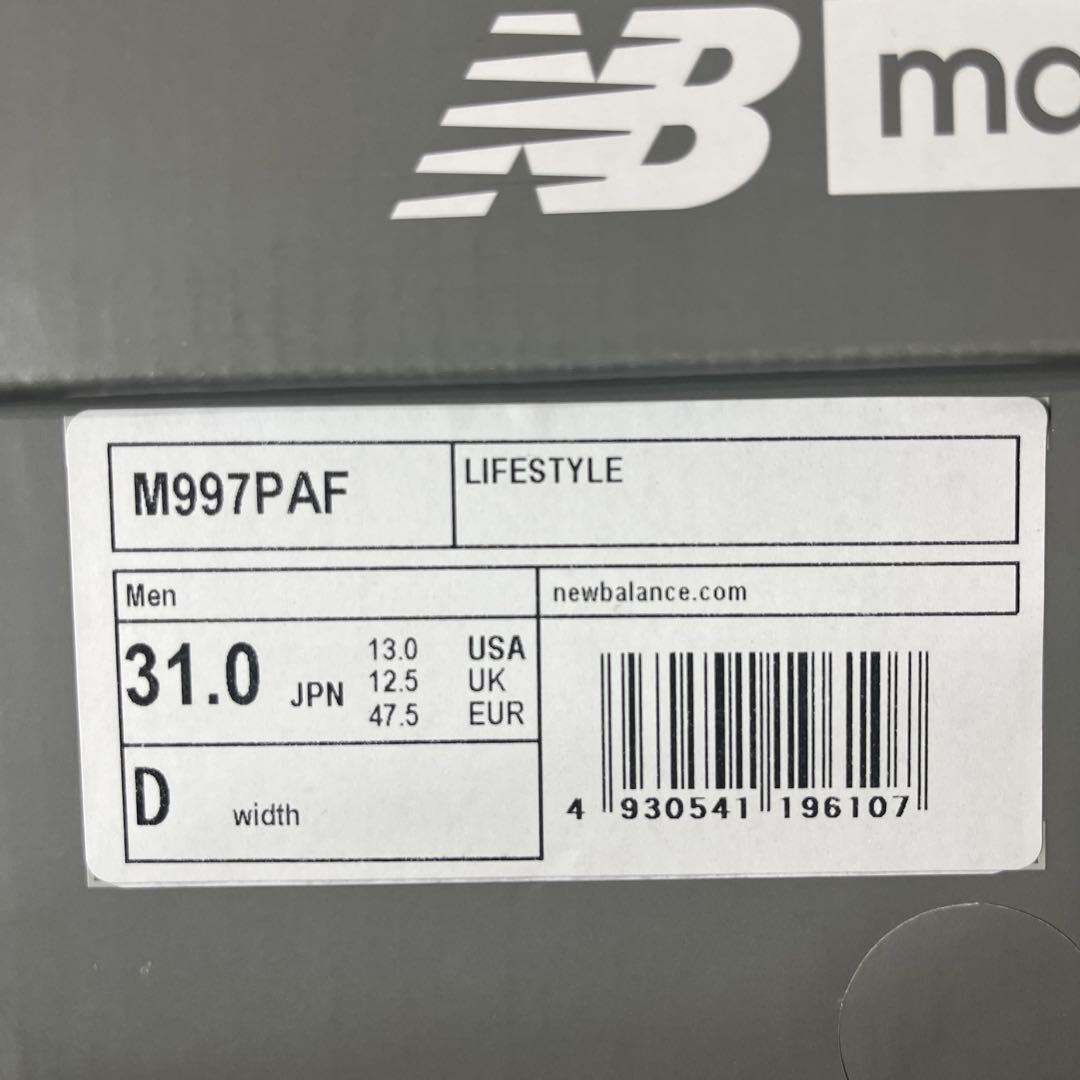 NB
M997PAF
LIFESTYLE
Men
newbalance.com
31.0 JPN
13.0 USA
12.5 UK
47.5 EUR
D width
4 930541 196107